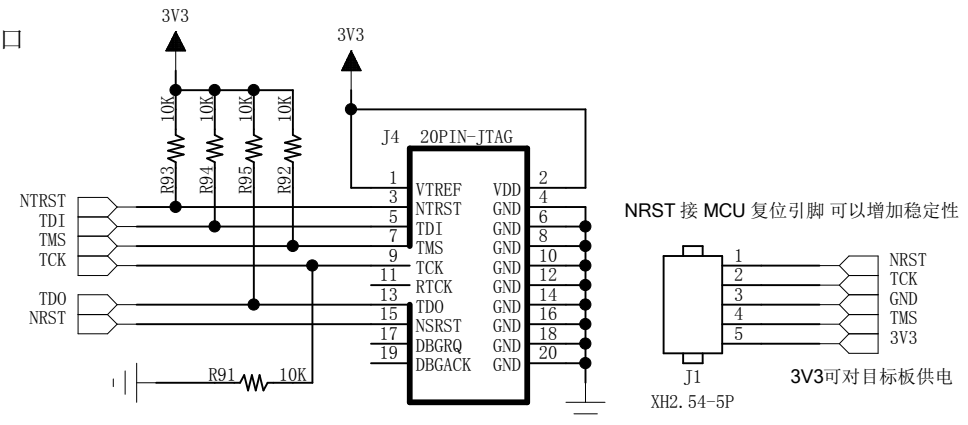 口
3V3
3V3
10K
10K
10K
10K
R93
R94
R95
R92
J4 20PIN-JTAG
NTRST
TDI
TMS
TCK
TDO
NRST
1 VTREF VDD 2
3 NTRST GND 4
5 TDI GND 6
7 TMS GND 8
9 TCK GND 10
11 RTCK GND 12
13 TDO GND 14
15 NSRST GND 16
17 DBGRQ GND 18
19 DBGACK GND 20
R91 10K
NRST 接 MCU 复位引脚 可以增加稳定性
1 NRST
2 TCK
3 GND
4 TMS
5 3V3
J1
XH2.54-5P
3V3可对目标板供电